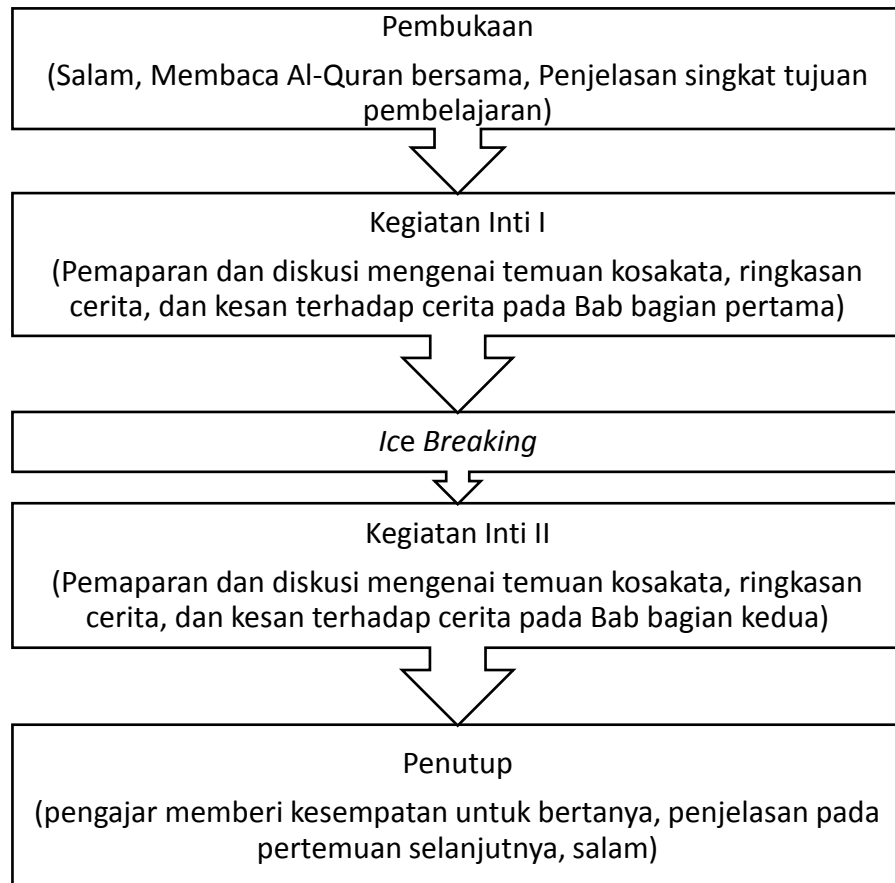 Pembukaan
(Salam, Membaca Al-Quran bersama, Penjelasan singkat tujuan
pembelajaran)
Kegiatan Inti I
(Pemaparan dan diskusi mengenai temuan kosakata, ringkasan
cerita, dan kesan terhadap cerita pada Bab bagian pertama)
Ice Breaking
Kegiatan Inti II
(Pemaparan dan diskusi mengenai temuan kosakata, ringkasan
cerita, dan kesan terhadap cerita pada Bab bagian kedua)
Penutup
(pengajar memberi kesempatan untuk bertanya, penjelasan pada
pertemuan selanjutnya, salam)